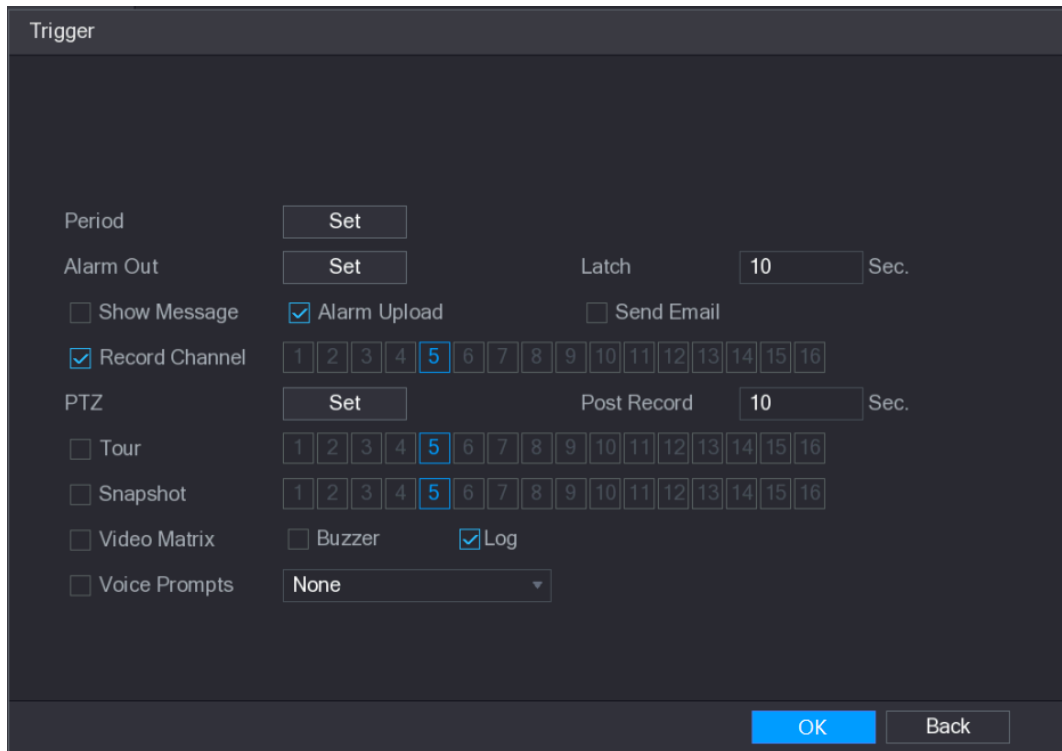 Trigger
Period Set
Alarm Out Set Latch 10 Sec.
Show Message Alarm Upload Send Email
Record Channel 1 2 3 4 5 6 7 8 9 10 11 12 13 14 15 16
PTZ Set Post Record 10 Sec.
Tour 1 2 3 4 5 6 7 8 9 10 11 12 13 14 15 16
Snapshot 1 2 3 4 5 6 7 8 9 10 11 12 13 14 15 16
Video Matrix Buzzer Log
Voice Prompts None
OK Back